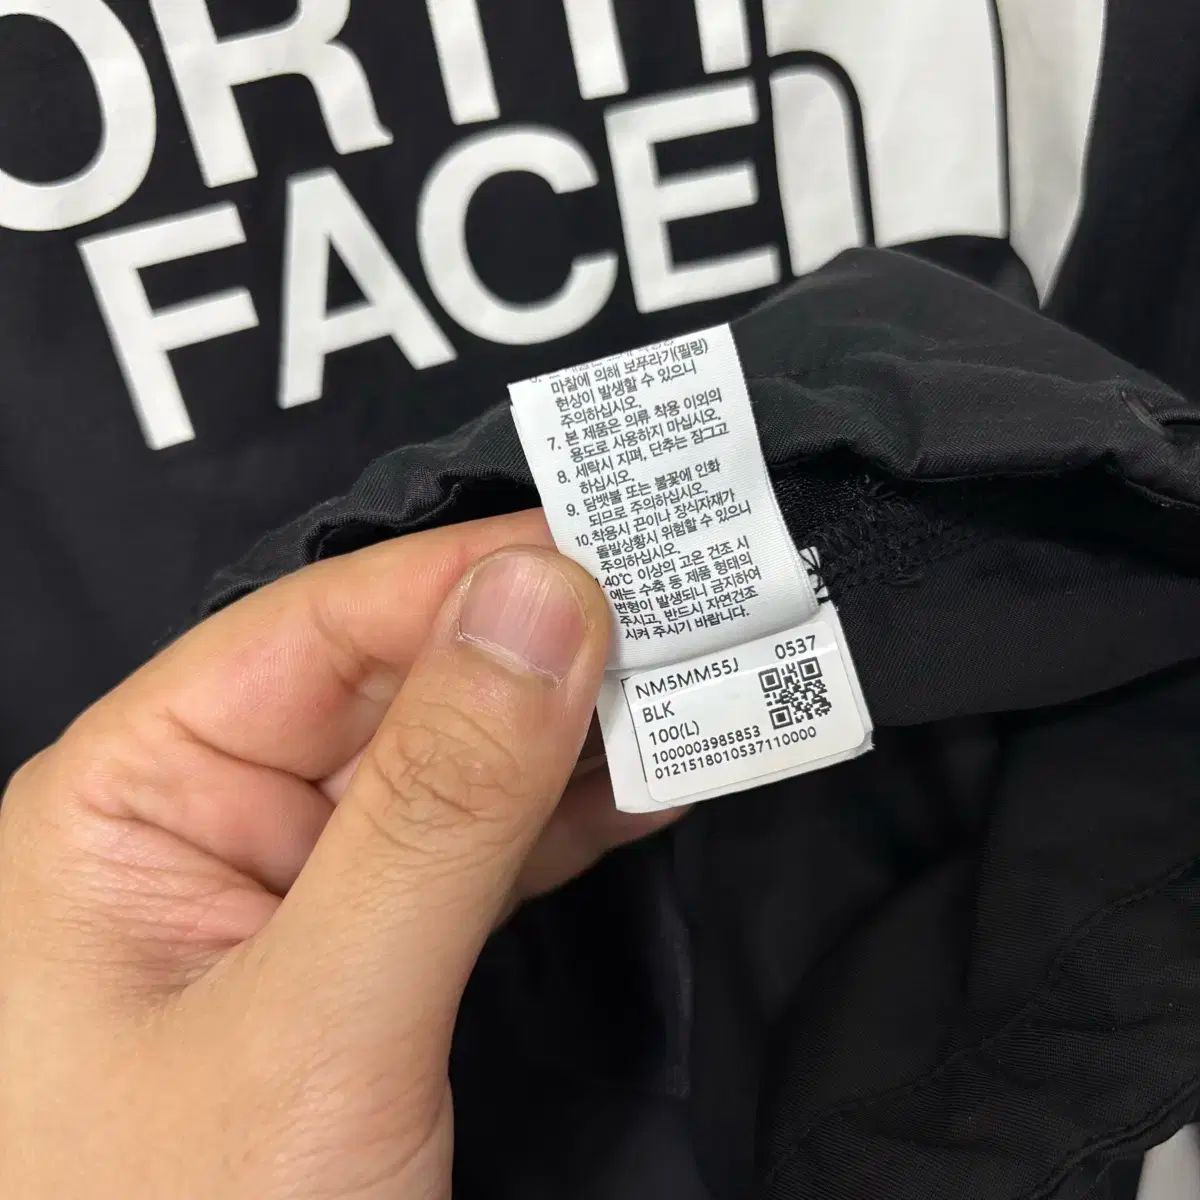 ORTH
FACE
마찰에 의해 보푸라기(필링)
현상이 발생할 수 있으니
주의하십시오.
7. 본 제품은 의류 착용 이외의
용도로 사용하지 마십시오.
8. 세탁시 지퍼, 단추는 잠그고
하십시오.
9. 담뱃불 또는 불꽃에 인화
되므로 주의하십시오.
10.착용시 끈이나 장식자재가
돌발상황시 위험할 수 있으니
주의하십시오.
1.40℃ 이상의 고온 건조 시
에는 수축 등 제품 형태의
변형이 발생되니 금지하여
주시고, 반드시 자연건조
시켜 주시기 바랍니다.
NM5MM55J 0537
BLK
100(L)
1000003985853
0121518010537110000